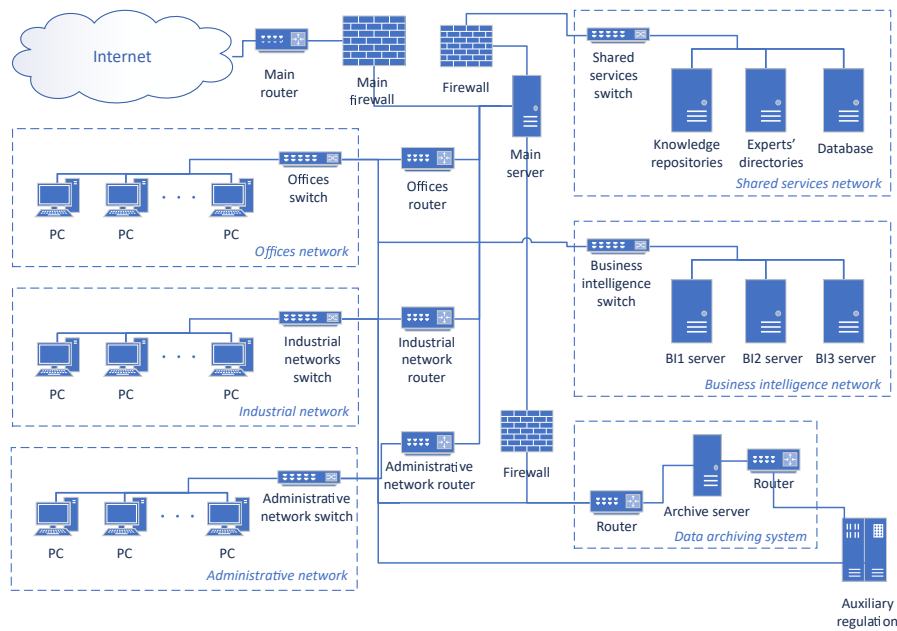 Internet
Main
router
Main
firewall
Firewall
Main
server
Shared
services
switch
Knowledge
repositories
Experts’
directories
Database
Shared services network
Offices
switch
PC
PC
PC
Offices network
Offices
router
Business
intelligence
switch
BI1 server
BI2 server
BI3 server
Business intelligence network
Industrial
networks
switch
PC
PC
PC
Industrial network
Industrial
network
router
Administrative
network router
Firewall
Administrative
network switch
PC
PC
PC
Administrative network
Router
Archive server
Router
Data archiving system
Auxiliary
regulation